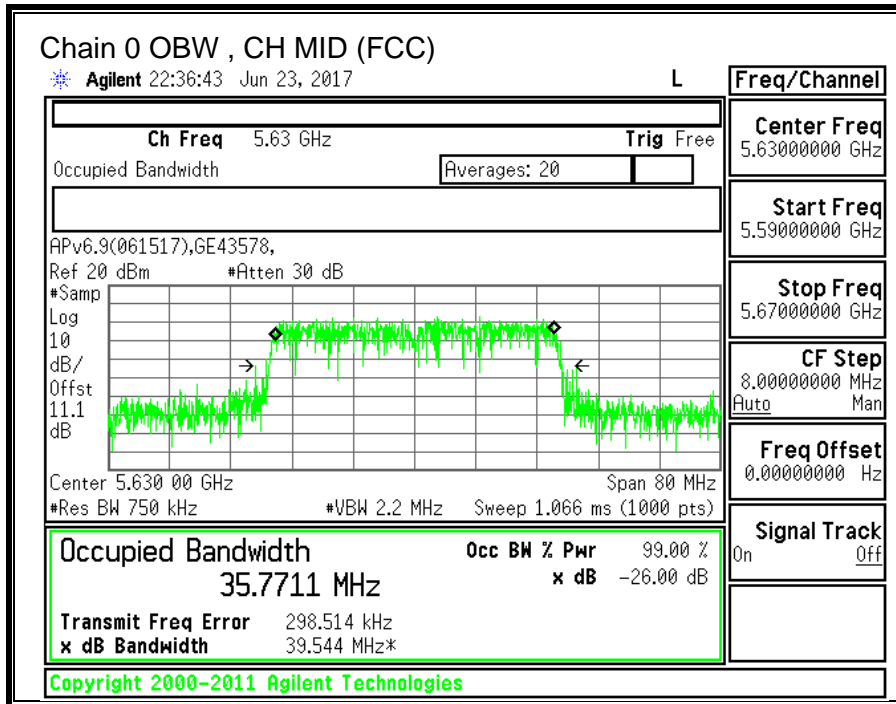 Chain 0 OBW , CH MID (FCC)
Agilent 22:36:43 Jun 23, 2017 L
Ch Freq 5.63 GHz Trig Free
Occupied Bandwidth Averages: 20
APv6.9(061517),GE43578,
Ref 20 dBm #Atten 30 dB
#Samp
Log
10
dB/
Offst
11.1
dB
Center 5.630 00 GHz Span 80 MHz
#Res BW 750 kHz #VBW 2.2 MHz Sweep 1.066 ms (1000 pts)
Occupied Bandwidth Occ BW % Pwr 99.00 %
35.7711 MHz x dB -26.00 dB
Transmit Freq Error 298.514 kHz
x dB Bandwidth 39.544 MHz*
Copyright 2000-2011 Agilent Technologies
Freq/Channel
Center Freq
5.63000000 GHz
Start Freq
5.59000000 GHz
Stop Freq
5.67000000 GHz
CF Step
8.00000000 MHz
Auto Man
Freq Offset
0.00000000 Hz
Signal Track
On Off